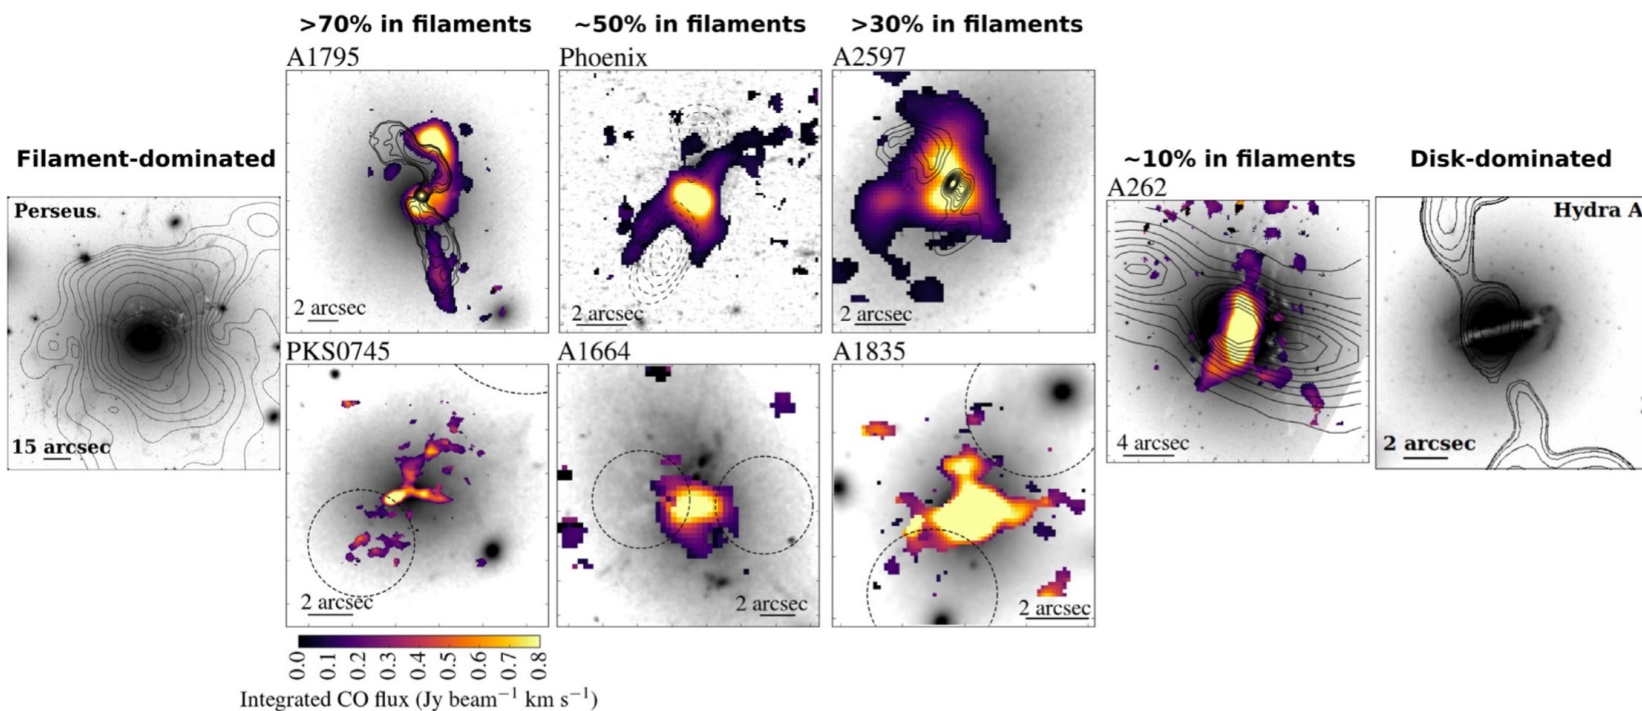 >70% in filaments
~50% in filaments
>30% in filaments
A1795
Phoenix
A2597
Filament-dominated
~10% in filaments
Disk-dominated
A262
Perseus
Hydra A
2 arcsec
2 arcsec
2 arcsec
PKS0745
A1664
A1835
15 arcsec
4 arcsec
2 arcsec
2 arcsec
2 arcsec
2 arcsec
0.0
0.1
0.2
0.3
0.4
0.5
0.6
0.7
0.8
Integrated CO flux (Jy beam⁻¹ km s⁻¹)